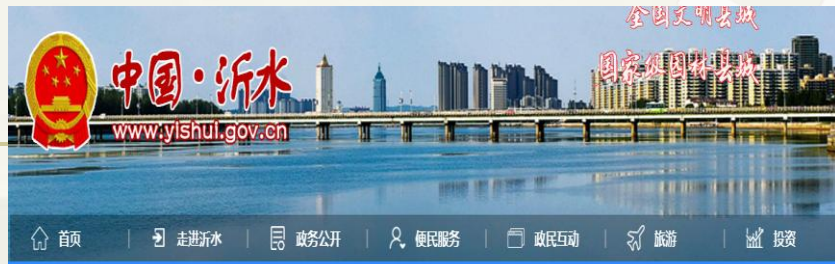 全国文明县城
国家级园林县城
中国·沂水
www.yishui.gov.cn
首页 走进沂水 政务公开 便民服务 政民互动 旅游 投资